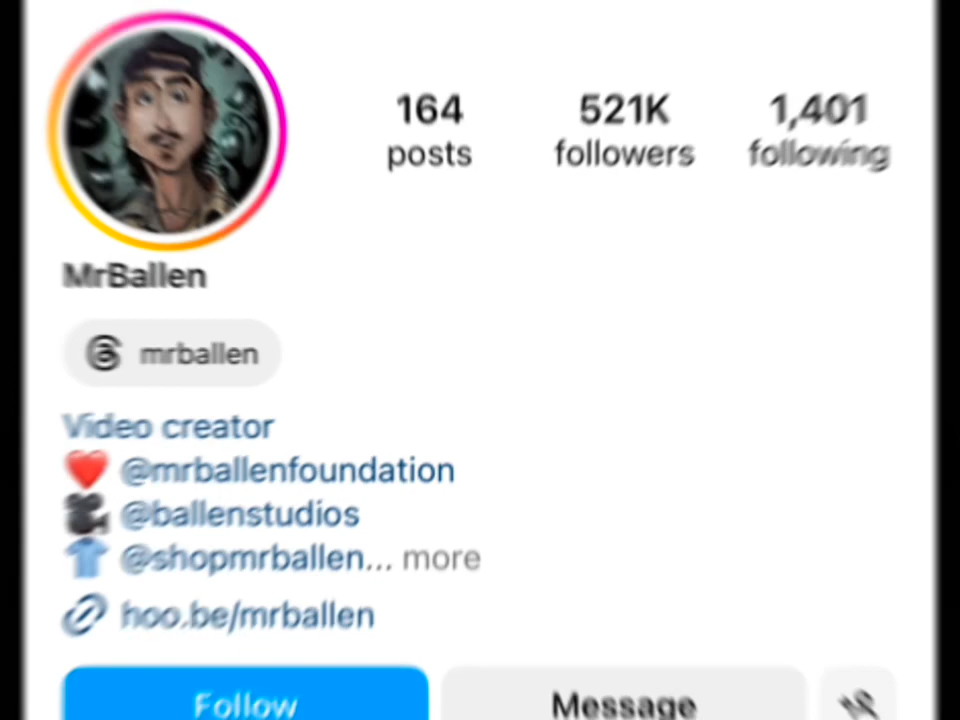 164 521K 1,401
posts followers following
MrBallen
mrballen
Video creator
@mrballenfoundation
@ballenstudios
@shopmrballen... more
hoo.be/mrballen
Follow Message